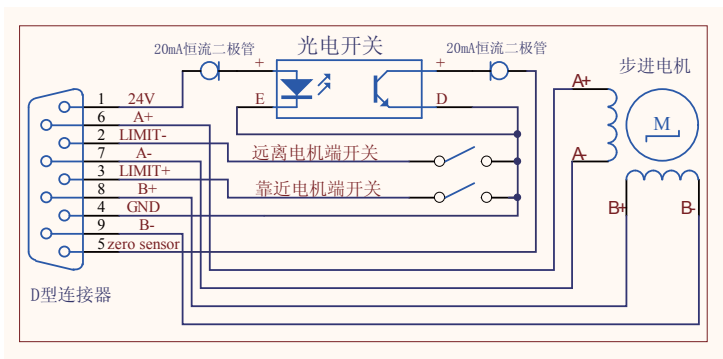 20mA恒流二极管
光电开关
20mA恒流二极管
步进电机
+
+
E
D
A+
A-
M
B+
B-
1 24V
6 A+
2 LIMIT-
7 A-
3 LIMIT+
8 B+
4 GND
9 B-
5 zero sensor
远离电机端开关
靠近电机端开关
D型连接器